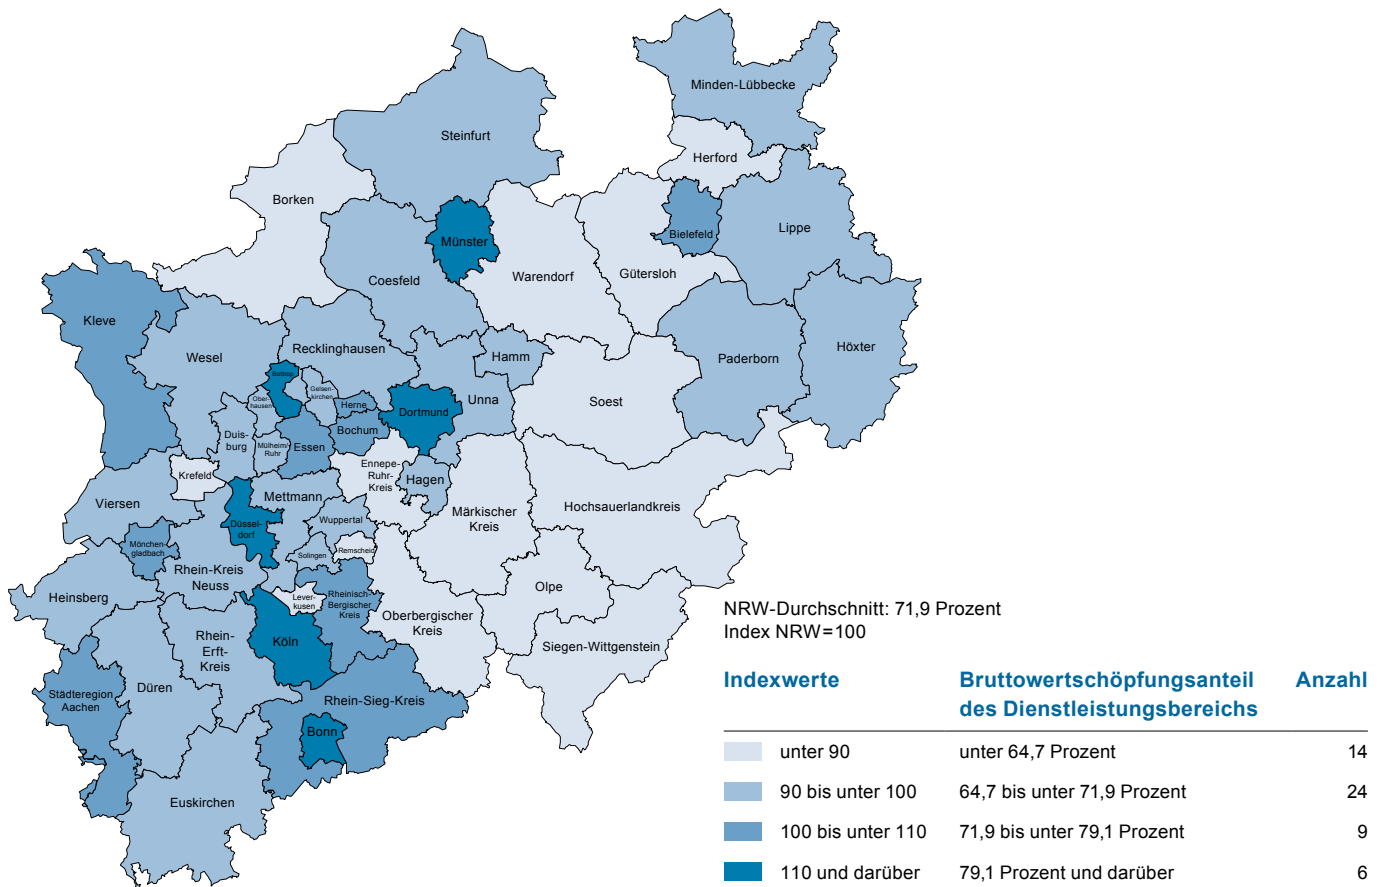 Minden-Lübbecke
Steinfurt
Herford
Borken
Lippe
Bielefeld
Münster
Warendorf
Gütersloh
Coesfeld
Kleve
Recklinghausen
Wesel
Hamm
Paderborn
Höxter
Bottrop
Gelsen-
kirchen
Ober-
hausen
Herne
Unna
Soest
Dortmund
Bochum
Duis-
burg
Mülheim/
Ruhr
Essen
Ennepe-
Ruhr-
Kreis
Krefeld
Hagen
Viersen
Mettmann
Hochsauerlandkreis
Märkischer
Kreis
Düssel-
dorf
Wuppertal
Mönchen-
gladbach
Solingen
Remscheid
Rhein-Kreis
Neuss
Olpe
Heinsberg
Lever-
kusen
Rheinisch-
Bergischer
Kreis
Oberbergischer
Kreis
Rhein-
Erft-
Kreis
Köln
Siegen-Wittgenstein
Düren
Städteregion
Aachen
Rhein-Sieg-Kreis
Bonn
Euskirchen
NRW-Durchschnitt: 71,9 Prozent
Index NRW=100
Indexwerte Bruttowertschöpfungsanteil Anzahl
des Dienstleistungsbereichs
unter 90 unter 64,7 Prozent 14
90 bis unter 100 64,7 bis unter 71,9 Prozent 24
100 bis unter 110 71,9 bis unter 79,1 Prozent 9
110 und darüber 79,1 Prozent und darüber 6